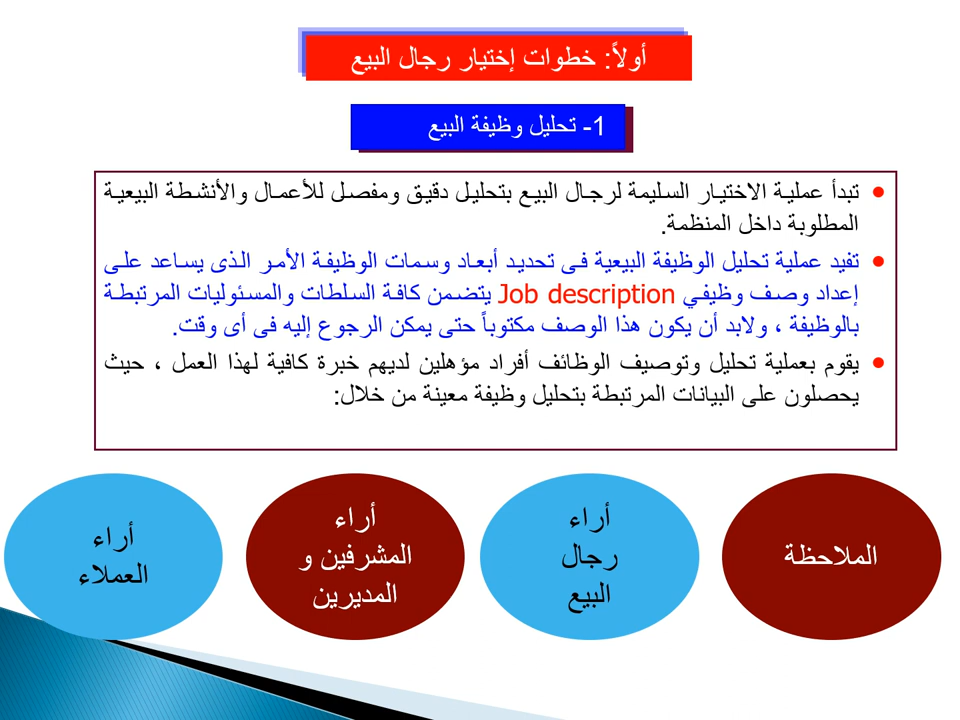 أولاً: خطوات إختيار رجال البيع
1- تحليل وظيفة البيع
• تبدأ عملية الاختيار السليمة لرجال البيع بتحليل دقيق ومفصل للأعمال والأنشطة البيعية
المطلوبة داخل المنظمة.
• تفيد عملية تحليل الوظيفة البيعية فى تحديد أبعاد وسمات الوظيفة الأمر الذى يساعد على
إعداد وصف وظيفي Job description يتضمن كافة السلطات والمسئوليات المرتبطة
بالوظيفة ، ولابد أن يكون هذا الوصف مكتوباً حتى يمكن الرجوع إليه فى أى وقت.
• يقوم بعملية تحليل وتوصيف الوظائف أفراد مؤهلين لديهم خبرة كافية لهذا العمل ، حيث
يحصلون على البيانات المرتبطة بتحليل وظيفة معينة من خلال:
الملاحظة
أراء
رجال
البيع
أراء
المشرفين و
المديرين
أراء
العملاء